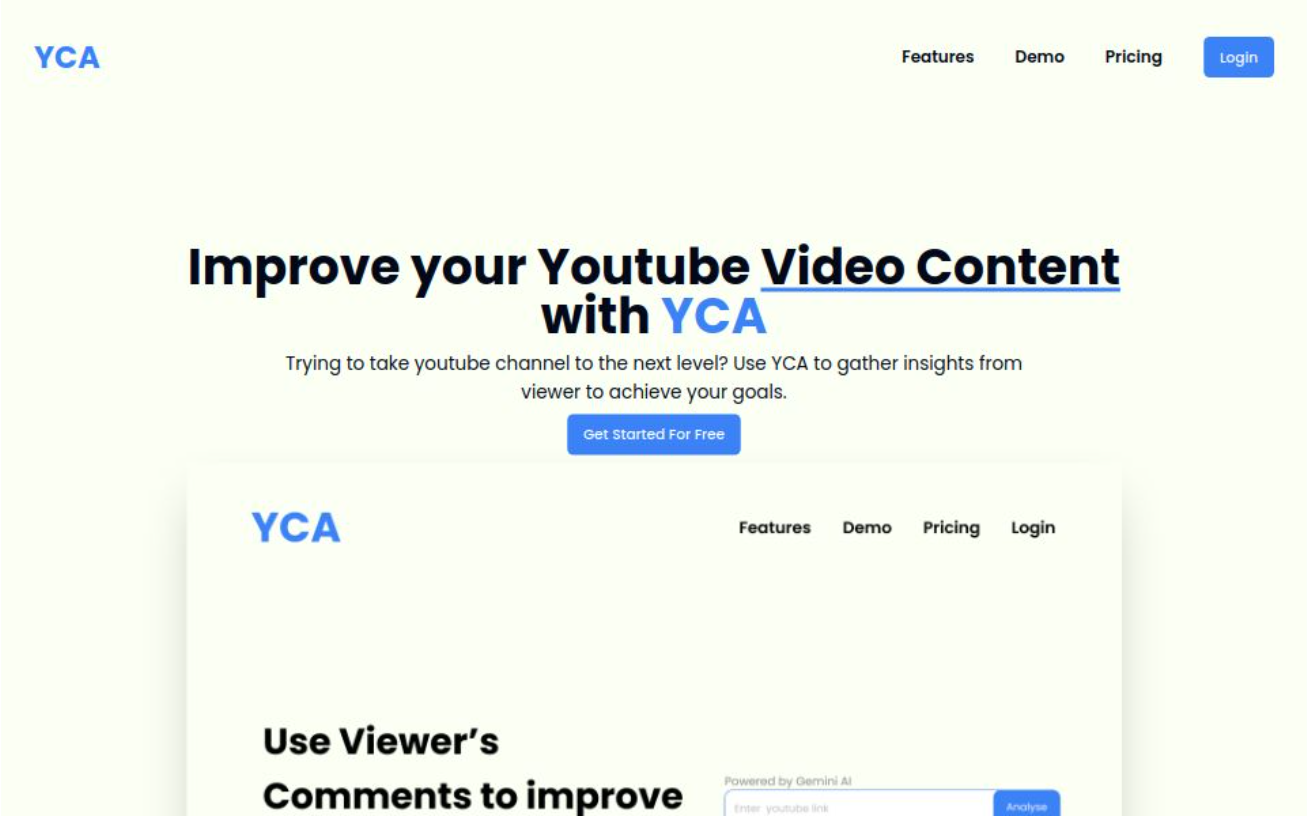 YCA
Features Demo Pricing Login
Improve your Youtube Video Content
with YCA
Trying to take youtube channel to the next level? Use YCA to gather insights from
viewer to achieve your goals.
Get Started For Free
YCA
Features Demo Pricing Login
Use Viewer’s
Comments to improve
Powered by Gemini AI
Enter youtube link
Analyse